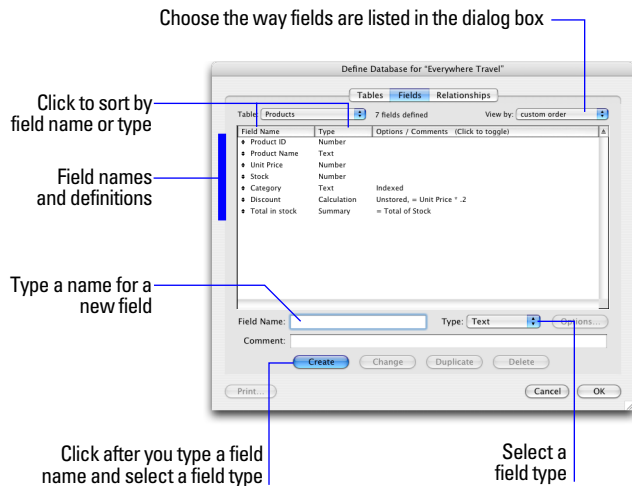 Choose the way fields are listed in the dialog box
Define Database for "Everywhere Travel"
Tables Fields Relationships
Click to sort by
field name or type
Table: Products 7 fields defined View by: custom order
Field Name Type Options / Comments (Click to toggle)
Product ID Number
Product Name Text
Unit Price Number
Stock Number
Category Text Indexed
Discount Calculation Unstored, = Unit Price * .2
Total in stock Summary = Total of Stock
Field names
and definitions
Type a name for a
new field
Field Name: Type: Text Options...
Comment:
Create Change Duplicate Delete
Print... Cancel OK
Click after you type a field
name and select a field type
Select a
field type